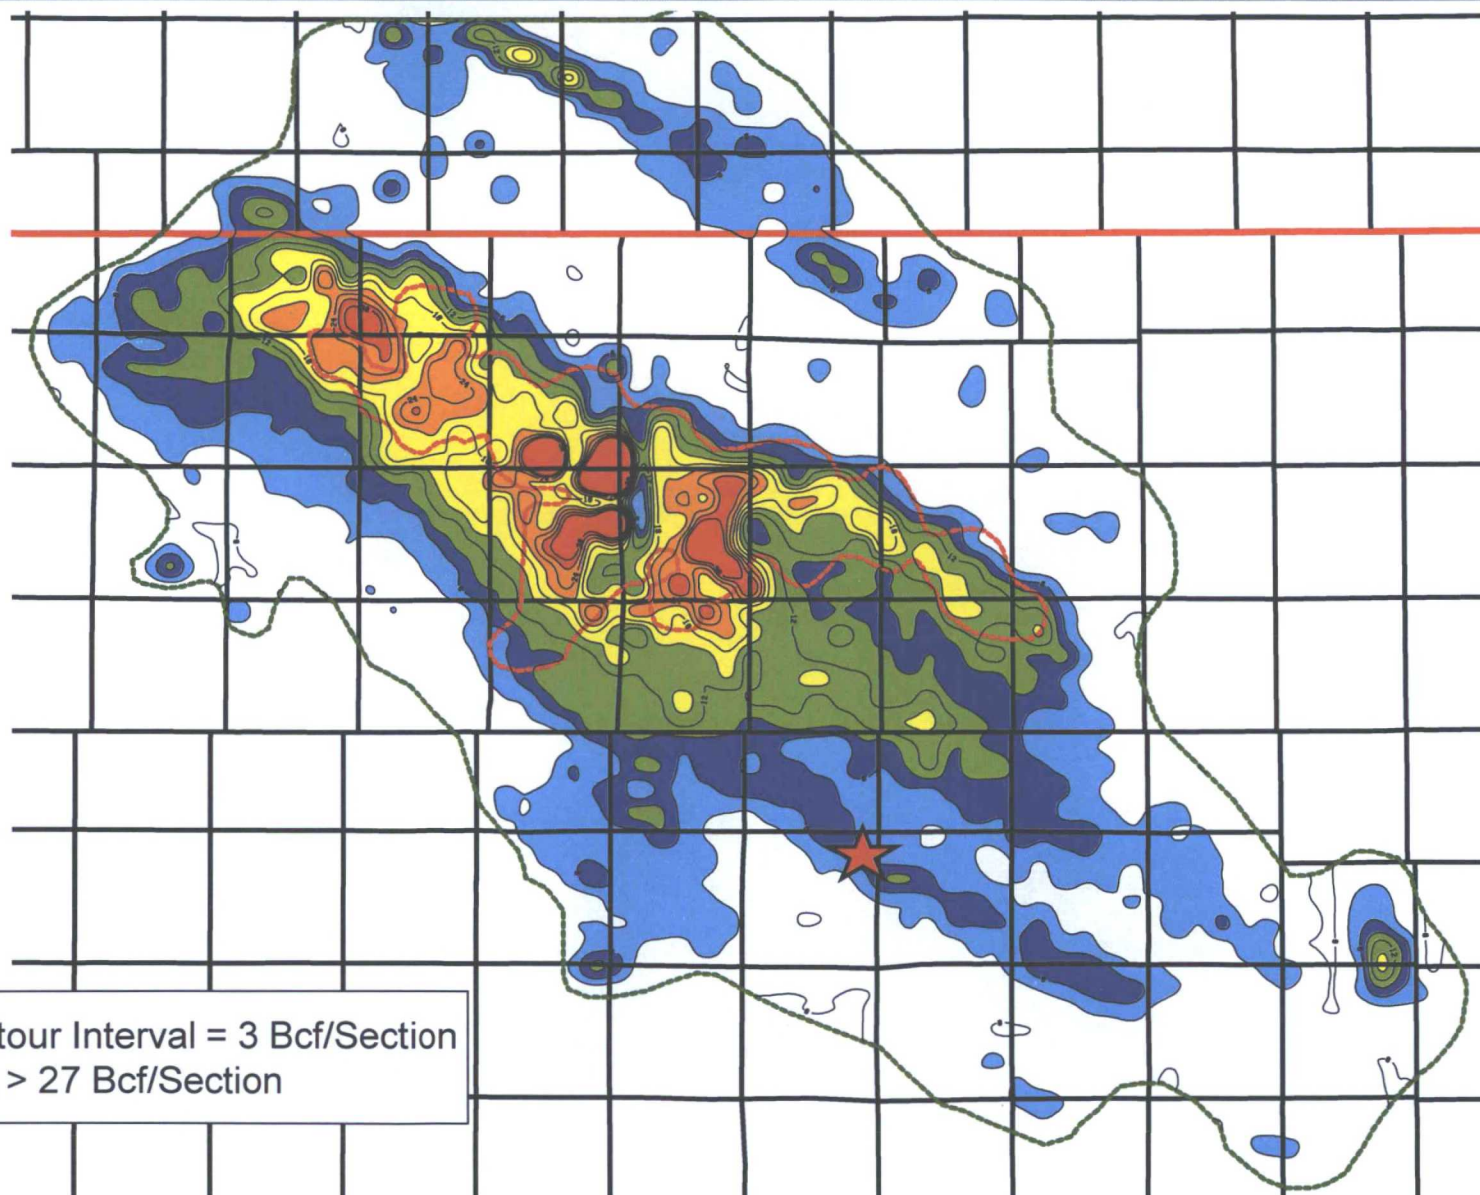 tour Interval = 3 Bcf/Section
> 27 Bcf/Section